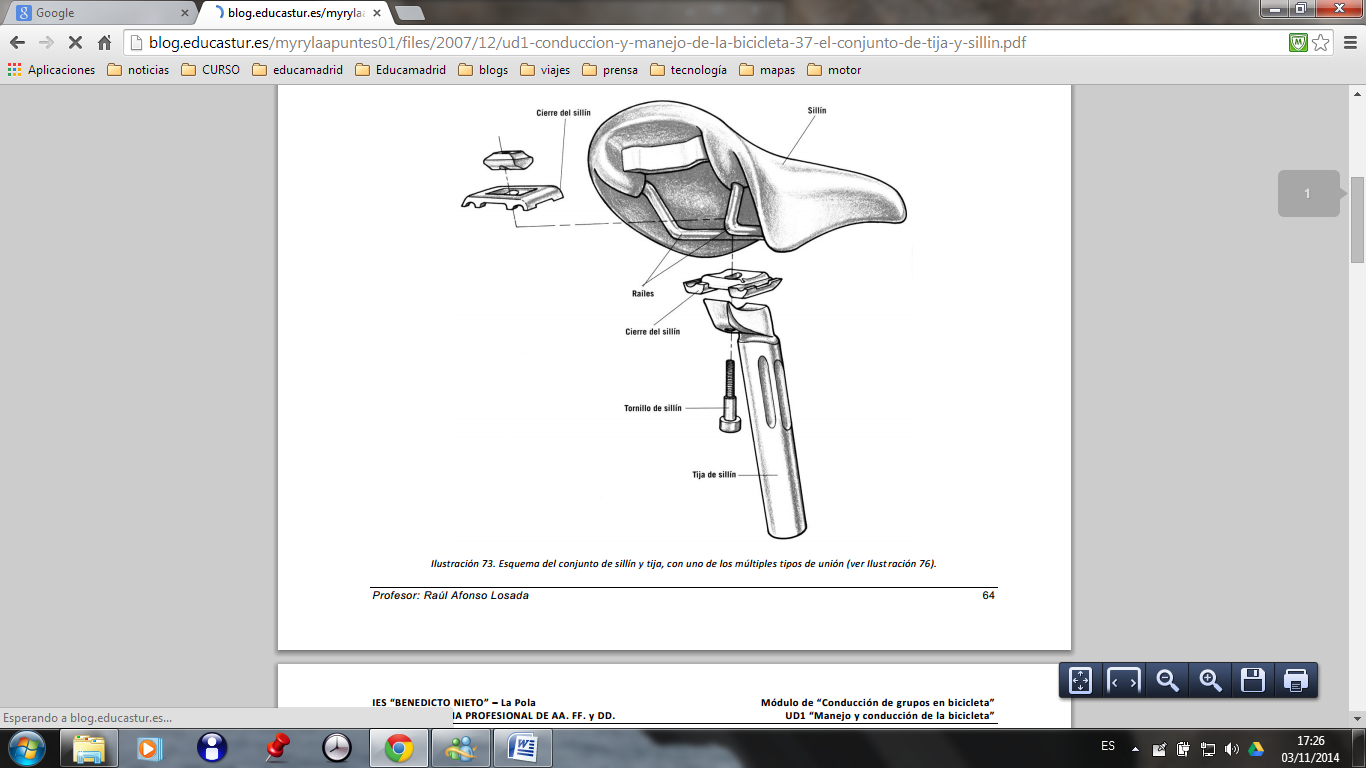 Google
blog.educastur.es/myryla
blog.educastur.es/myrylaapuntes01/files/2007/12/ud1-conduccion-y-manejo-de-la-bicicleta-37-el-conjunto-de-tija-y-sillin.pdf
Aplicaciones noticias CURSO educamadrid Educamadrid blogs viajes prensa tecnología mapas motor
Cierre del sillín
Sillín
1
Raíles
Cierre del sillín
Tornillo de sillín
Tija de sillín
Ilustración 73. Esquema del conjunto de sillín y tija, con uno de los múltiples tipos de unión (ver Ilustración 76).
Profesor: Raúl Afonso Losada 64
IES “BENEDICTO NIETO” – La Pola Módulo de “Conducción de grupos en bicicleta”
PROFESIONAL DE AA. FF. y DD. UD1 “Manejo y conducción de la bicicleta”
Esperando a blog.educastur.es...
ES
17:26
03/11/2014